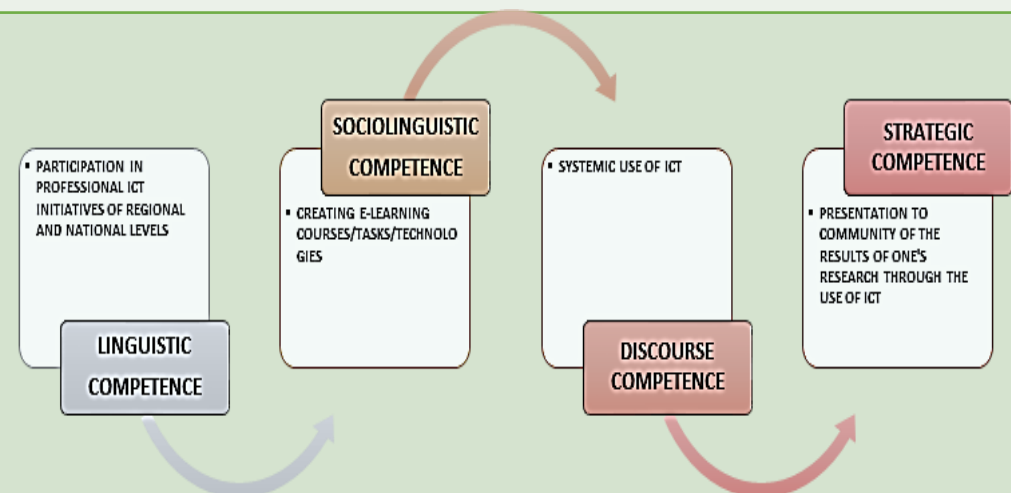 ▪ PARTICIPATION IN
PROFESSIONAL ICT
INITIATIVES OF REGIONAL
AND NATIONAL LEVELS
LINGUISTIC
COMPETENCE
SOCIOLINGUISTIC
COMPETENCE
▪ CREATING E-LEARNING
COURSES/TASKS/TECHNOLO
GIES
▪ SYSTEMIC USE OF ICT
DISCOURSE
COMPETENCE
STRATEGIC
COMPETENCE
▪ PRESENTATION TO
COMMUNITY OF THE
RESULTS OF ONE'S
RESEARCH THROUGH THE
USE OF ICT